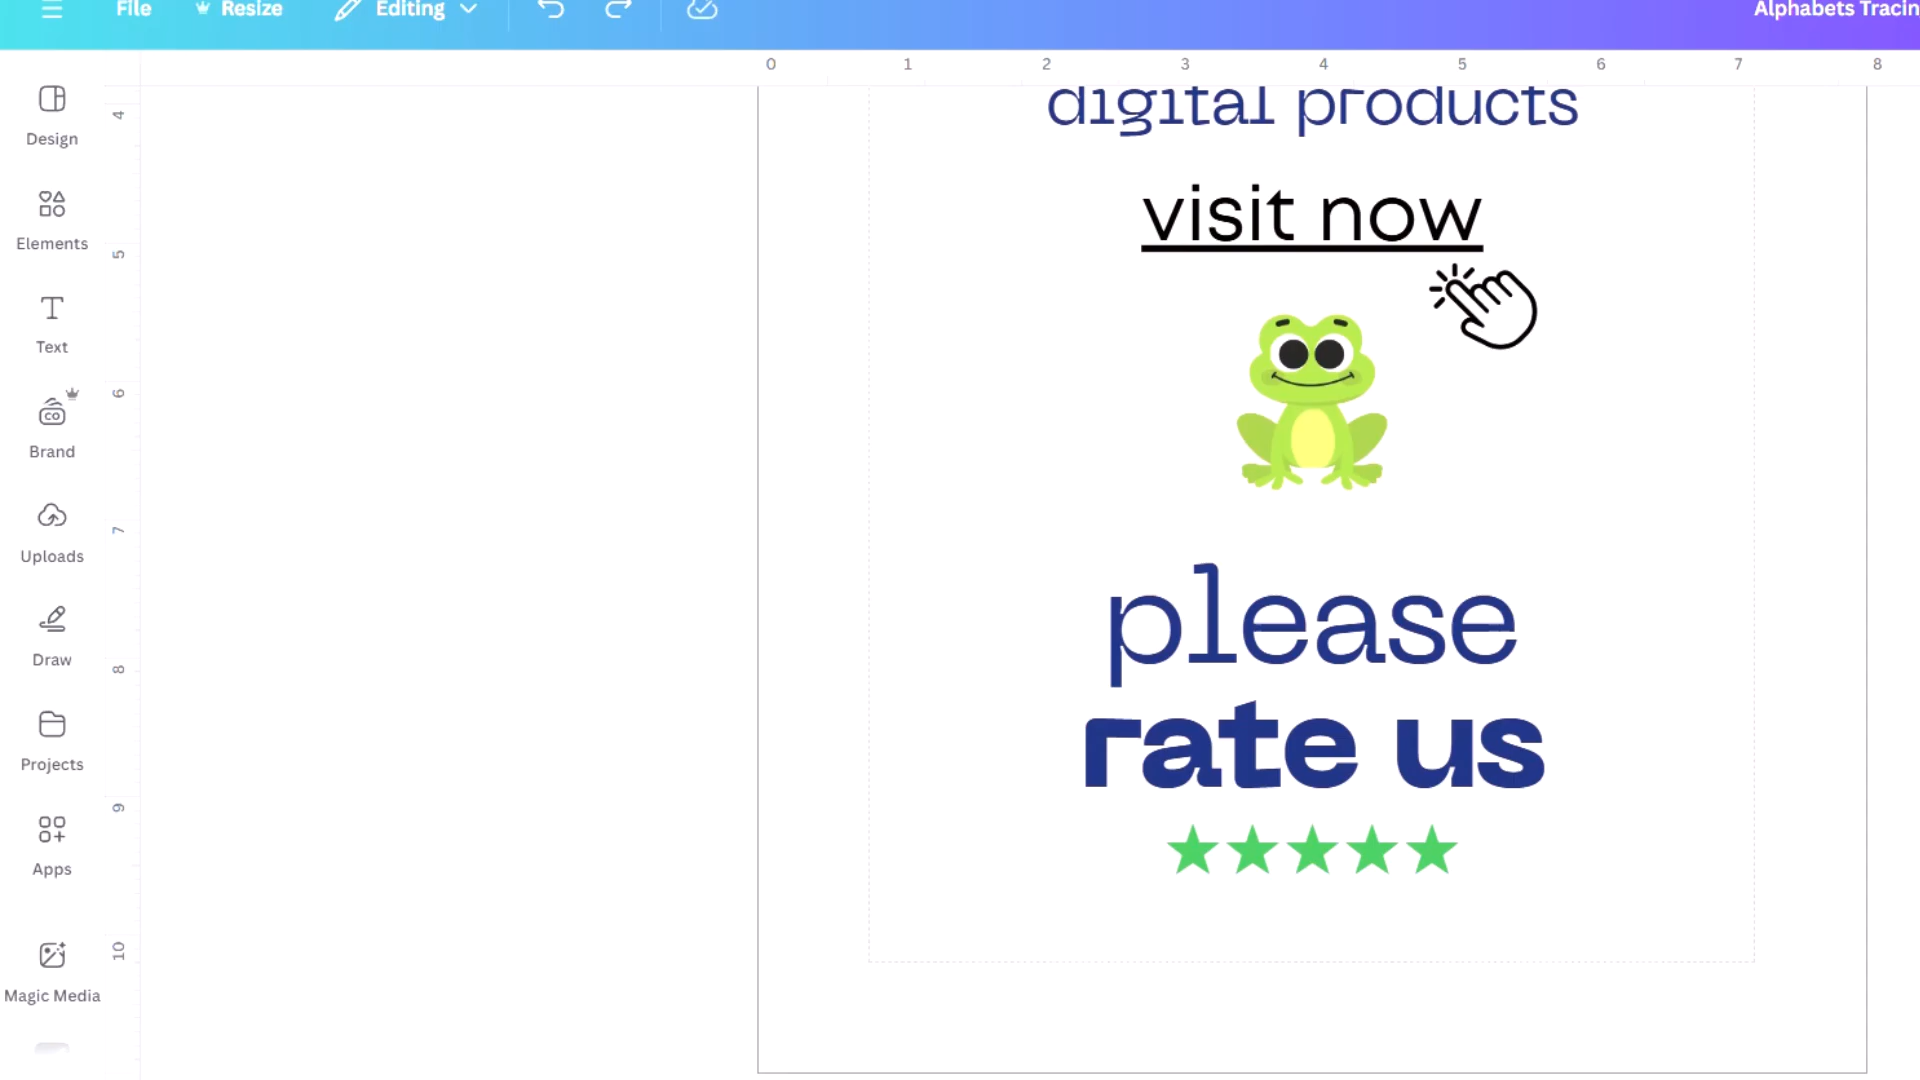 File Resize Editing Alphabets Tracin
0 1 2 3 4 5 6 7 8
4
5
6
7
8
9
10
Design
Elements
Text
CO
Brand
Uploads
Draw
Projects
Apps
Magic Media
digital products
visit now
please
rate us